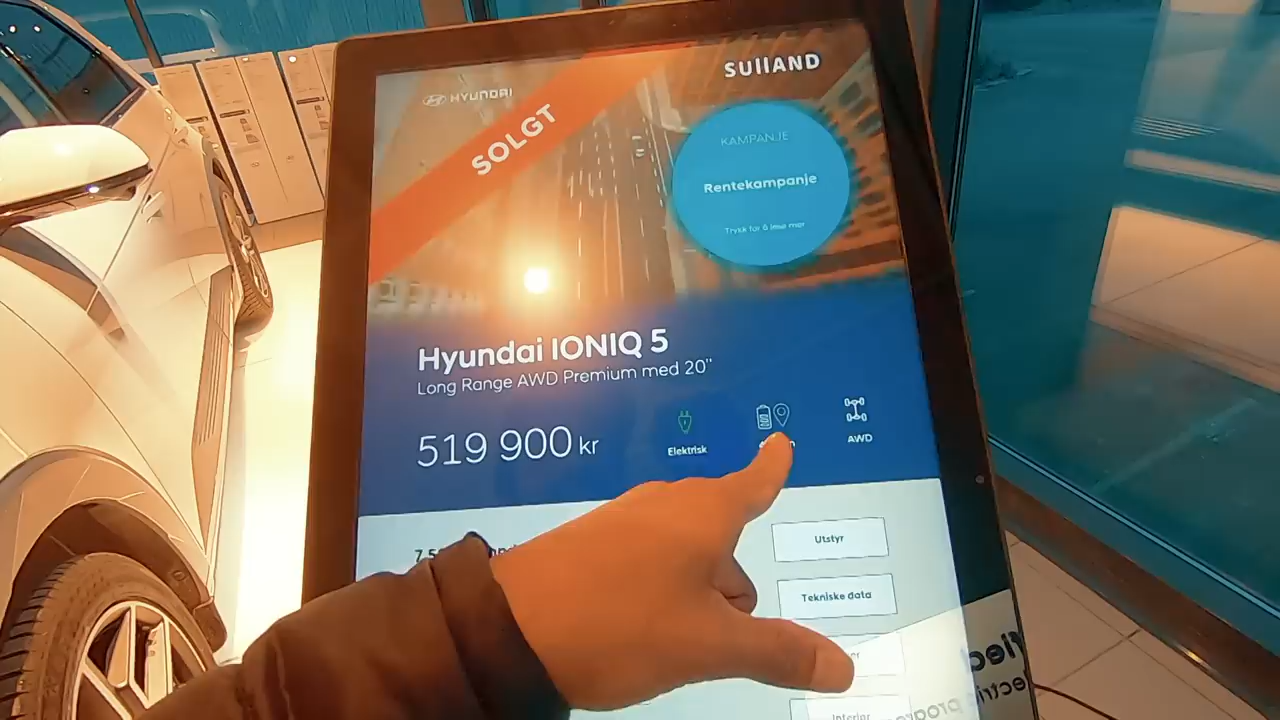 SUllAND
HYUNDAI
SOLGT
KAMPANJE
Rentekampanje
Trykk for å lese mer
Hyundai IONIQ 5
Long Range AWD Premium med 20"
519 900 kr
Elektrisk
AWD
Utstyr
Tekniske data
Interiør